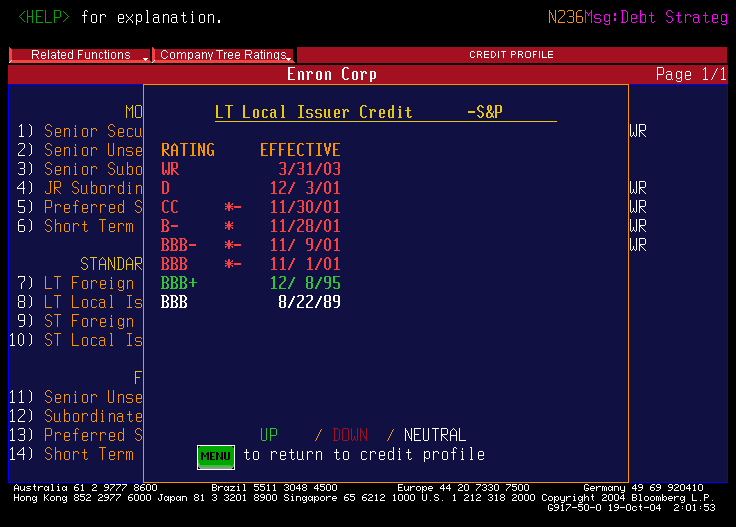 <HELP> for explanation. N236Msg:Debt Strateg
Related Functions Company Tree Ratings CREDIT PROFILE
Enron Corp Page 1/1
LT Local Issuer Credit -S&P
MO
1) Senior Secu WR
2) Senior Unse
3) Senior Subo
4) JR Subordin WR
5) Preferred S WR
6) Short Term WR
WR
STANDAR
7) LT Foreign
8) LT Local Is
9) ST Foreign
10) ST Local Is
F
11) Senior Unse
12) Subordinate
13) Preferred S
14) Short Term
RATING EFFECTIVE
WR 3/31/03
D 12/ 3/01
CC *- 11/30/01
B- * 11/28/01
BBB- *- 11/ 9/01
BBB *- 11/ 1/01
BBB+ 12/ 8/95
BBB 8/22/89
UP / DOWN / NEUTRAL
MENU to return to credit profile
Australia 61 2 9777 8600 Brazil 5511 3048 4500 Europe 44 20 7330 7500 Germany 49 69 920410
Hong Kong 852 2977 6000 Japan 81 3 3201 8900 Singapore 65 6212 1000 U.S. 1 212 318 2000 Copyright 2004 Bloomberg L.P.
G917-50-0 19-Oct-04 2:01:53